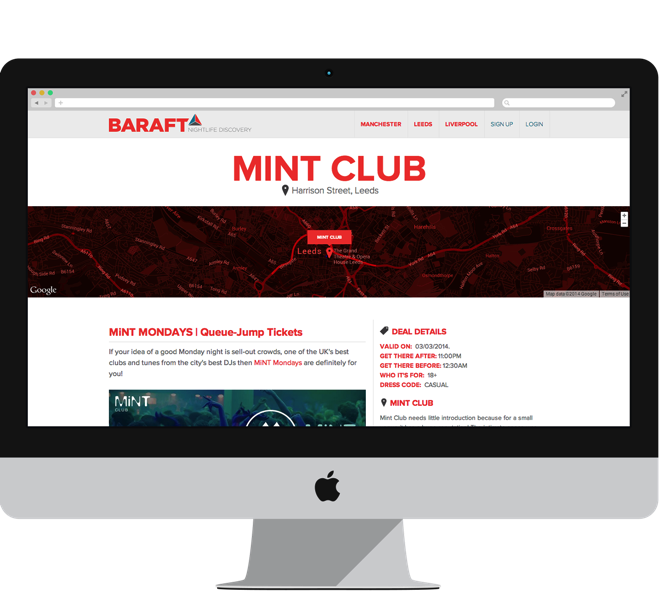 BARAFT NIGHTLIFE DISCOVERY
MANCHESTER LEEDS LIVERPOOL SIGN UP LOGIN
MINT CLUB
Harrison Street, Leeds
MINT CLUB
Leeds
The Grand
Theatre & Opera
House Leeds
Google
Map data ©2014 Google
Terms of Use
MiNT MONDAYS | Queue-Jump Tickets
If your idea of a good Monday night is sell-out crowds, one of the UK's best
clubs and tunes from the city's best DJs then MiNT Mondays are definitely for
you!
MiNT
CLUB
DEAL DETAILS
VALID ON: 03/03/2014.
GET THERE AFTER: 11:00PM
GET THERE BEFORE: 12:30AM
WHO IT'S FOR: 18+
DRESS CODE: CASUAL
MINT CLUB
Mint Club needs little introduction because for a small